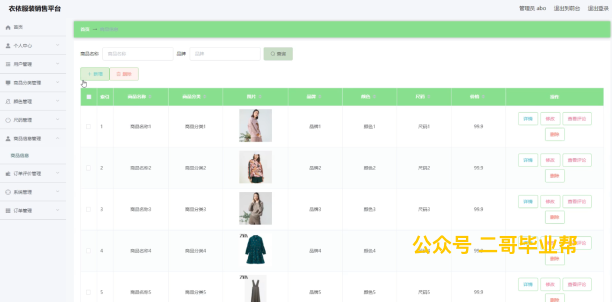 农依服装销售平台
管理员 abo 退出到前台 退出登录
首页
个人中心
用户管理
商品分类管理
颜色管理
尺码管理
商品信息管理
商品信息
订单评价管理
系统管理
订单管理
商品名称 商品名称 品牌 品牌 查询
+ 新增 删除
索引 商品名称 商品分类 图片 品牌 颜色 尺码 价格 操作
1 商品名称1 商品分类1 品牌1 颜色1 尺码1 99.9 详情 修改 查看评论 删除
2 商品名称2 商品分类2 品牌2 颜色2 尺码2 99.9 详情 修改 查看评论 删除
3 商品名称3 商品分类3 品牌3 颜色3 尺码3 99.9 详情 修改 查看评论 删除
4 商品名称4 商品分类4 品牌4 颜色4 尺码4 99.9 删除
5 商品名称5 商品分类5 品牌5 颜色5 尺码5 99.9 详情 修改 查看评论 删除
公众号 二哥毕业帮